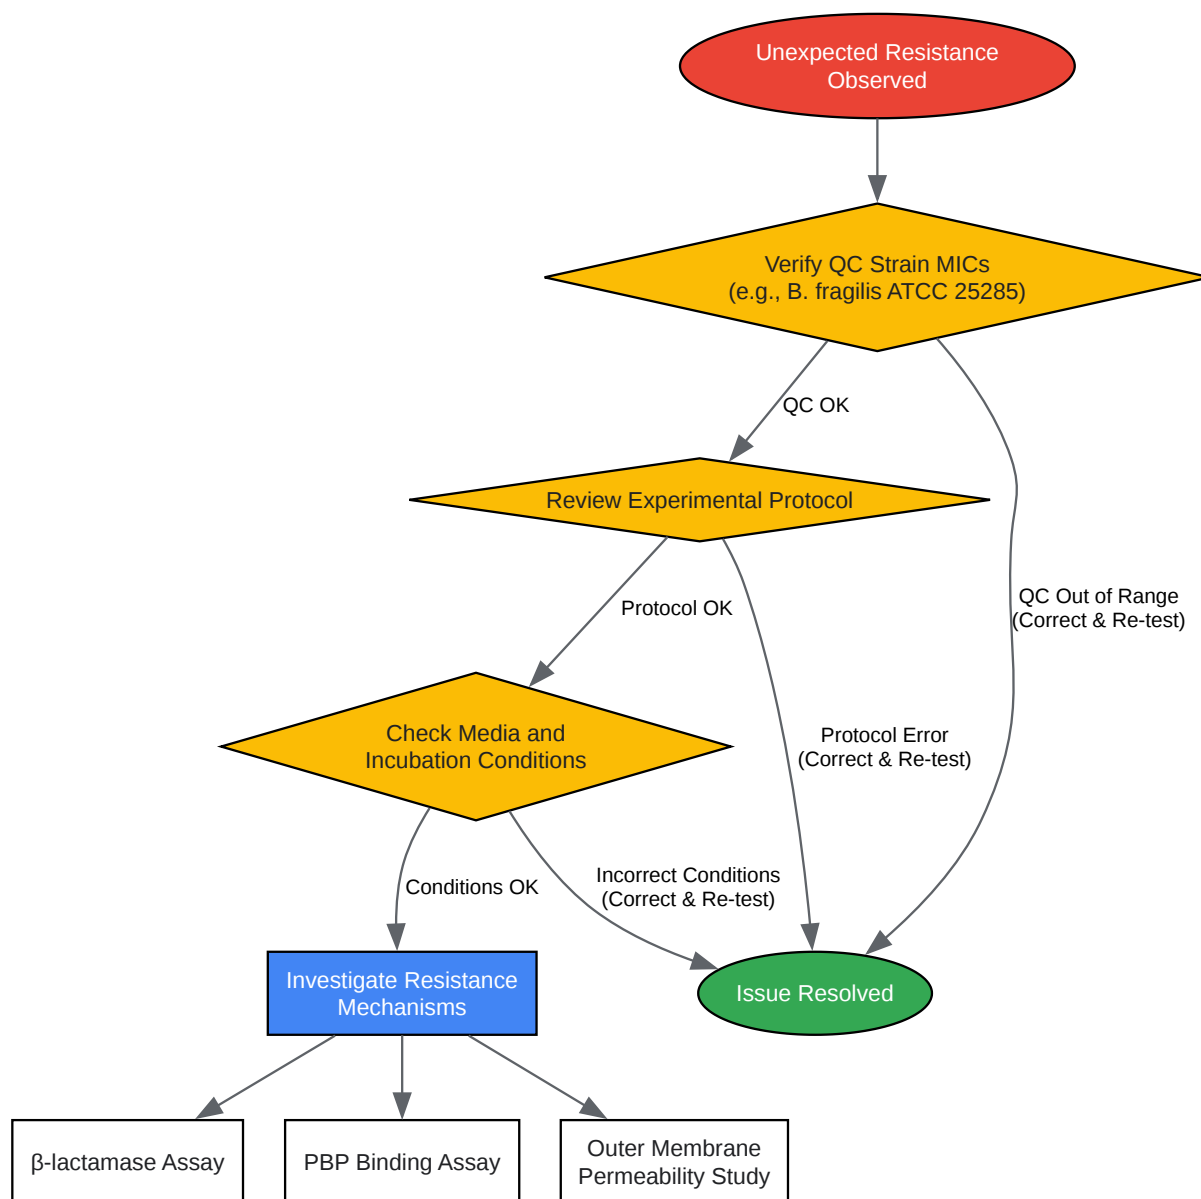 Unexpected Resistance
Observed
Verify QC Strain MICs
(e.g., B. fragilis ATCC 25285)
QC OK
Review Experimental Protocol
Protocol OK
QC Out of Range
(Correct & Re-test)
Check Media and
Incubation Conditions
Protocol Error
(Correct & Re-test)
Conditions OK
Incorrect Conditions
(Correct & Re-test)
Investigate Resistance
Mechanisms
Issue Resolved
β-lactamase Assay
PBP Binding Assay
Outer Membrane
Permeability Study